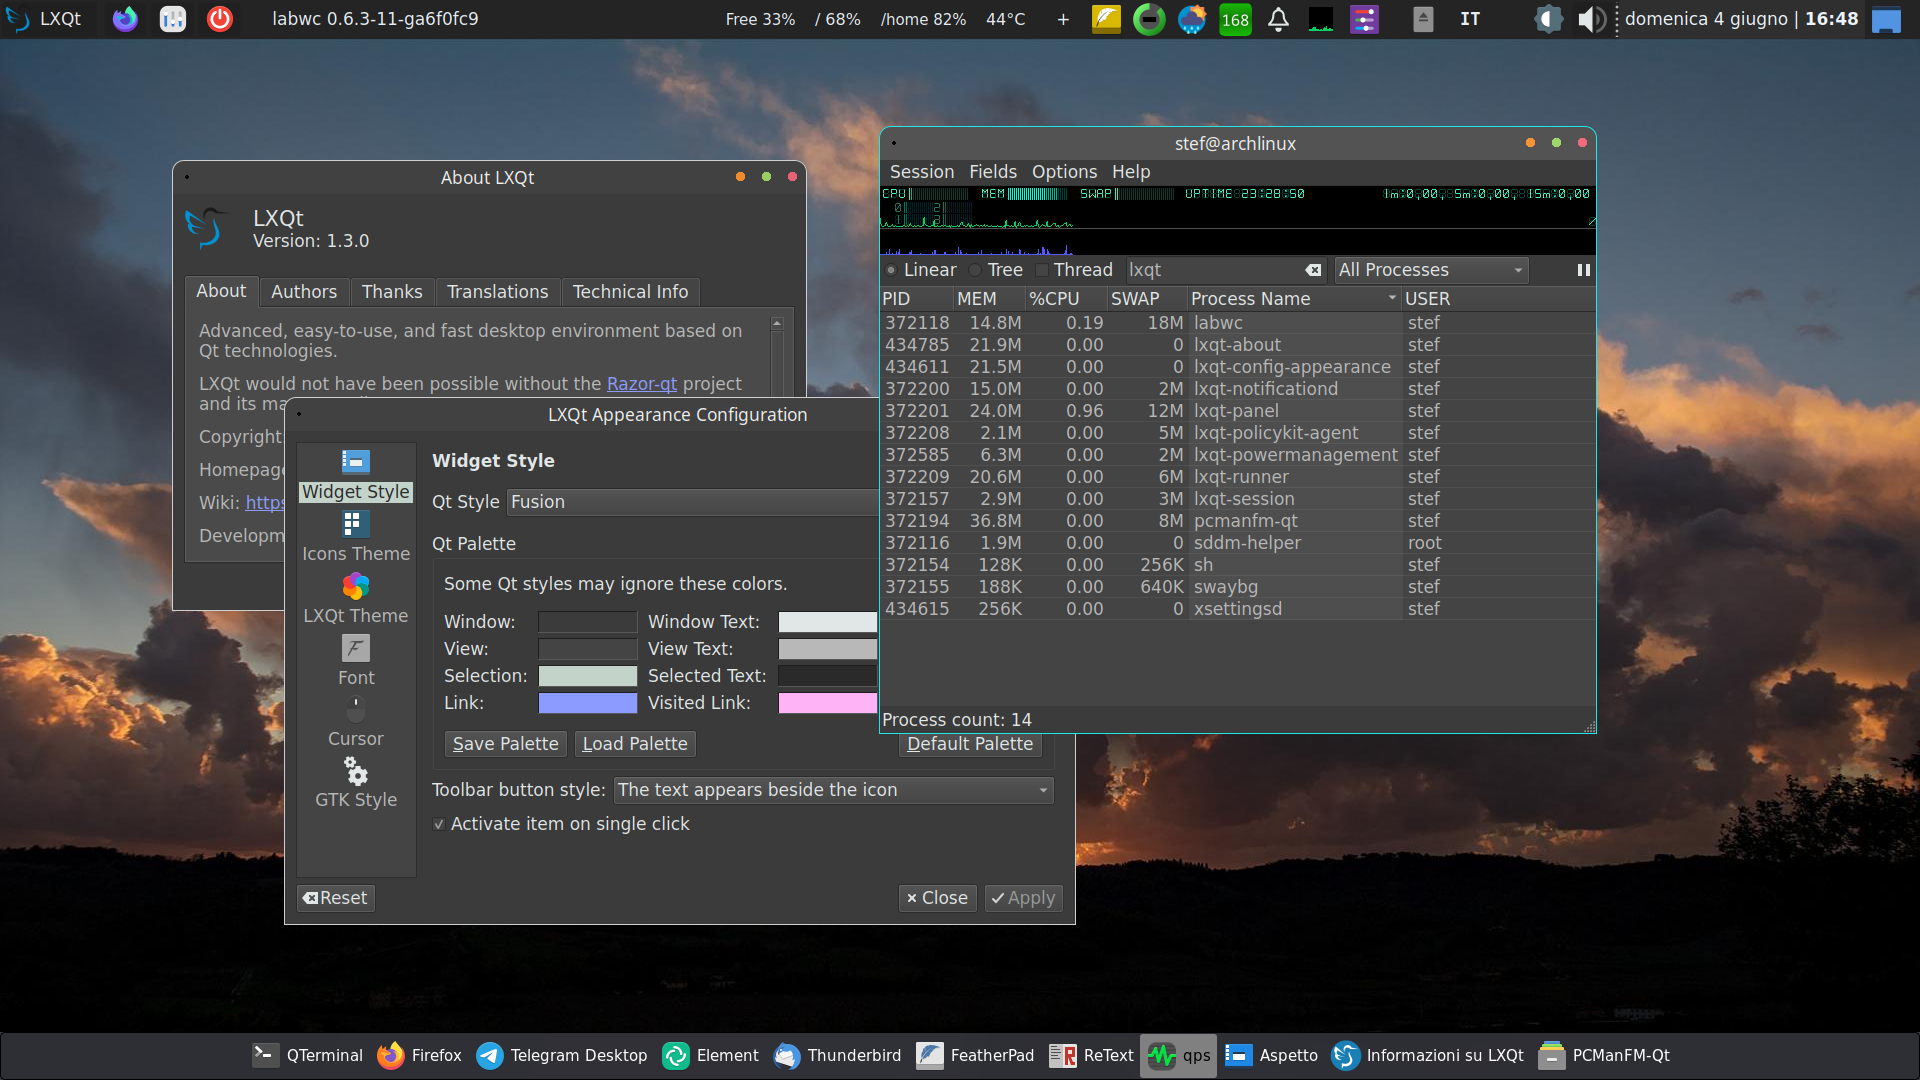 LXQt
labwc 0.6.3-11-ga6f0fc9
Free 33% / 68% /home 82% 44°C +
168
IT
domenica 4 giugno | 16:48
About LXQt
LXQt
Version: 1.3.0
About Authors Thanks Translations Technical Info
Advanced, easy-to-use, and fast desktop environment based on
Qt technologies.
LXQt would not have been possible without the Razor-qt project
and its ma
Copyright
Homepage
Wiki: https
Developm
LXQt Appearance Configuration
Widget Style
Icons Theme
LXQt Theme
Font
Cursor
GTK Style
Widget Style
Qt Style Fusion
Qt Palette
Some Qt styles may ignore these colors.
Window: Window Text:
View: View Text:
Selection: Selected Text:
Link: Visited Link:
Save Palette Load Palette Default Palette
Toolbar button style: The text appears beside the icon
Activate item on single click
Reset Close Apply
stef@archlinux
Session Fields Options Help
CPU MEM SWAP UPTIME 23:28:50 1m:0,00 5m:0,00 15m:0,00
0 2
1 3
Linear Tree Thread lxqt All Processes
PID MEM %CPU SWAP Process Name USER
372118 14.8M 0.19 18M labwc stef
434785 21.9M 0.00 0 lxqt-about stef
434611 21.5M 0.00 0 lxqt-config-appearance stef
372200 15.0M 0.00 2M lxqt-notificationd stef
372201 24.0M 0.96 12M lxqt-panel stef
372208 2.1M 0.00 5M lxqt-policykit-agent stef
372585 6.3M 0.00 2M lxqt-powermanagement stef
372209 20.6M 0.00 6M lxqt-runner stef
372157 2.9M 0.00 3M lxqt-session stef
372194 36.8M 0.00 8M pcmanfm-qt stef
372116 1.9M 0.00 0 sddm-helper root
372154 128K 0.00 256K sh stef
372155 188K 0.00 640K swaybg stef
434615 256K 0.00 0 xsettingsd stef
Process count: 14
QTerminal Firefox Telegram Desktop Element Thunderbird FeatherPad ReText qps Aspetto Informazioni su LXQt PCManFM-Qt